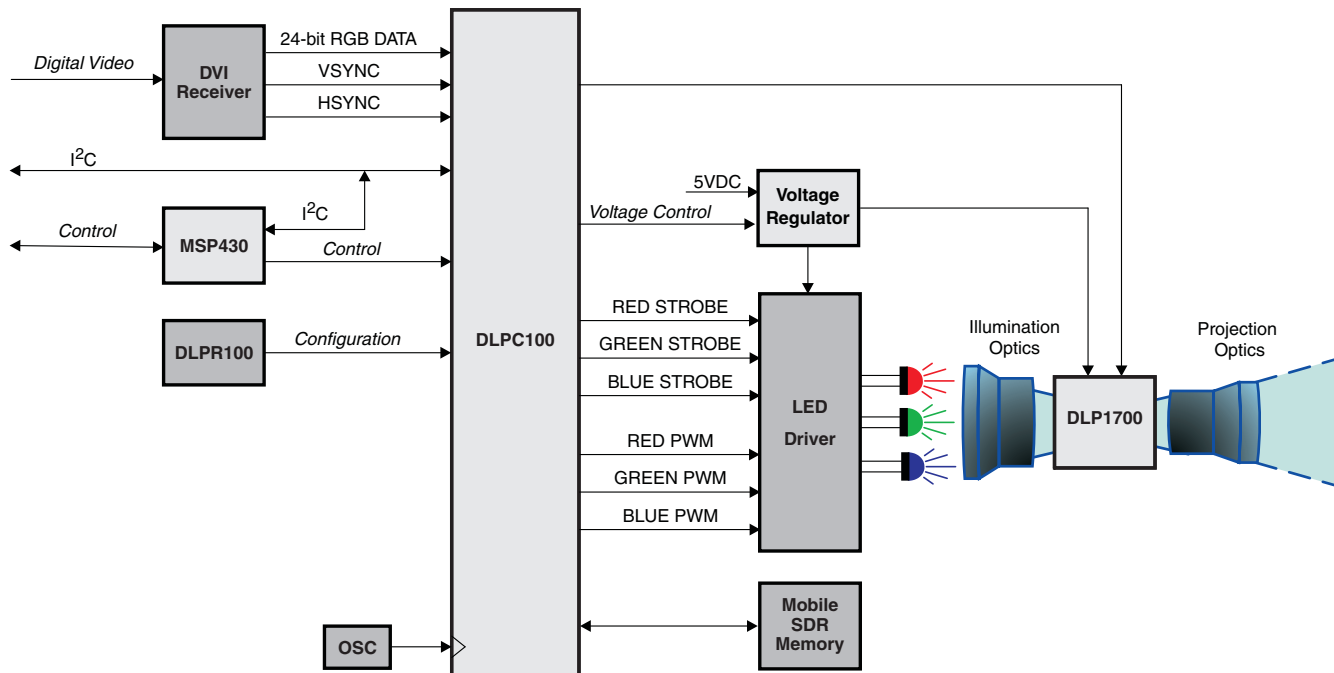 24-bit RGB DATA
Digital Video
DVI
Receiver
VSYNC
HSYNC
I²C
I²C
Control
MSP430
Control
DLPR100
Configuration
OSC
DLPC100
5VDC
Voltage Control
Voltage
Regulator
RED STROBE
GREEN STROBE
BLUE STROBE
RED PWM
GREEN PWM
BLUE PWM
LED
Driver
Mobile
SDR
Memory
Illumination
Optics
DLP1700
Projection
Optics